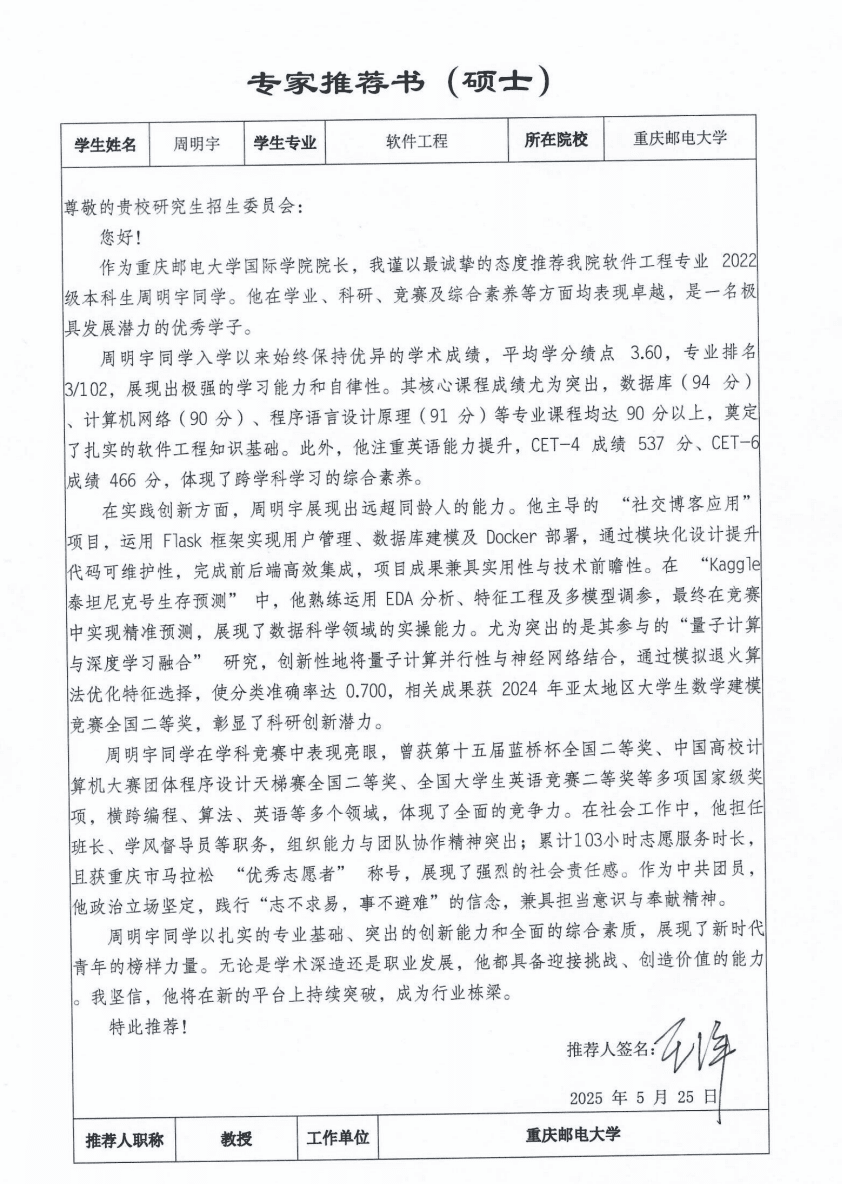 专家推荐书（硕士）
学生姓名 周明宇 学生专业 软件工程 所在院校 重庆邮电大学
尊敬的贵校研究生招生委员会：
您好！
作为重庆邮电大学国际学院院长，我谨以最诚挚的态度推荐我院软件工程专业 2022
级本科生周明宇同学。他在学业、科研、竞赛及综合素养等方面均表现卓越，是一名极
具发展潜力的优秀学子。
周明宇同学入学以来始终保持优异的学术成绩，平均学分绩点 3.60，专业排名
3/102，展现出极强的学习能力和自律性。其核心课程成绩尤为突出，数据库（94 分）
、计算机网络（90 分）、程序语言设计原理（91 分）等专业课程均达 90 分以上，奠定
了扎实的软件工程知识基础。此外，他注重英语能力提升，CET-4 成绩 537 分、CET-6
成绩 466 分，体现了跨学科学习的综合素养。
在实践创新方面，周明宇展现出远超同龄人的能力。他主导的 “社交博客应用”
项目，运用 Flask 框架实现用户管理、数据库建模及 Docker 部署，通过模块化设计提升
代码可维护性，完成前后端高效集成，项目成果兼具实用性与技术前瞻性。在 “Kaggle
泰坦尼克号生存预测” 中，他熟练运用 EDA 分析、特征工程及多模型调参，最终在竞赛
中实现精准预测，展现了数据科学领域的实操能力。尤为突出的是其参与的“量子计算
与深度学习融合” 研究，创新性地将量子计算并行性与神经网络结合，通过模拟退火算
法优化特征选择，使分类准确率达 0.700，相关成果获 2024 年亚太地区大学生数学建模
竞赛全国二等奖，彰显了科研创新潜力。
周明宇同学在学科竞赛中表现亮眼，曾获第十五届蓝桥杯全国二等奖、中国高校计
算机大赛团体程序设计天梯赛全国二等奖、全国大学生英语竞赛二等奖等多项国家级奖
项，横跨编程、算法、英语等多个领域，体现了全面的竞争力。在社会工作中，他担任
班长、学风督导员等职务，组织能力与团队协作精神突出；累计103小时志愿服务时长，
且获重庆市马拉松 “优秀志愿者” 称号，展现了强烈的社会责任感。作为中共团员，
他政治立场坚定，践行“志不求易，事不避难”的信念，兼具担当意识与奉献精神。
周明宇同学以扎实的专业基础、突出的创新能力和全面的综合素质，展现了新时代
青年的榜样力量。无论是学术深造还是职业发展，他都具备迎接挑战、创造价值的能力
。我坚信，他将在新的平台上持续突破，成为行业栋梁。
特此推荐！
推荐人签名：
2025 年 5 月 25 日
推荐人职称 教授 工作单位 重庆邮电大学